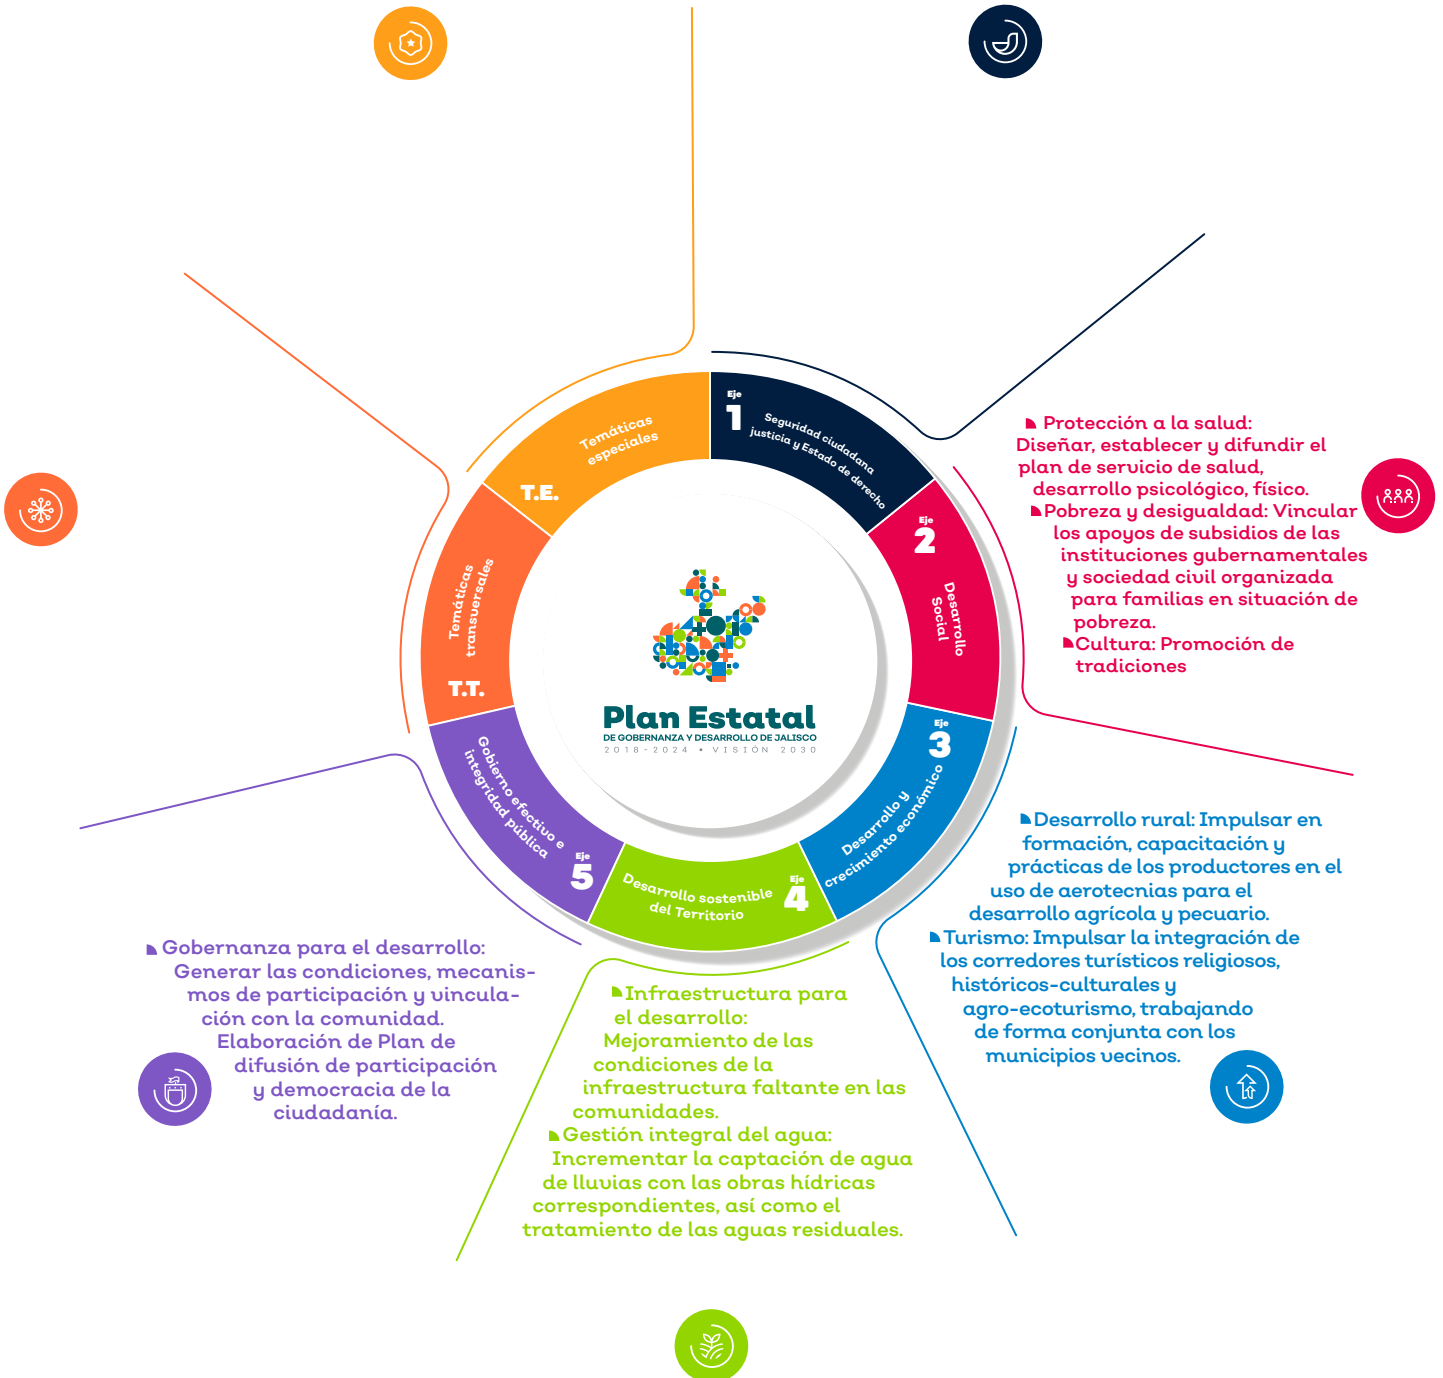 Temáticas
especiales
T.E.
Eje
1
Seguridad ciudadana
justicia y Estado de derecho
Eje
2
Desarrollo
Social
Protección a la salud:
Diseñar, establecer y difundir el
plan de servicio de salud,
desarrollo psicológico, físico.
Pobreza y desigualdad: Vincular
los apoyos de subsidios de las
instituciones gubernamentales
y sociedad civil organizada
para familias en situación de
pobreza.
Cultura: Promoción de
tradiciones
Temáticas
transversales
T.T.
Plan Estatal
DE GOBERNANZA Y DESARROLLO DE JALISCO
2018-2024 • VISIÓN 2030
Eje
3
Desarrollo y
crecimiento económico
Desarrollo rural: Impulsar en
formación, capacitación y
prácticas de los productores en el
uso de aerotecnias para el
desarrollo agrícola y pecuario.
Turismo: Impulsar la integración de
los corredores turísticos religiosos,
históricos-culturales y
agro-ecoturismo, trabajando
de forma conjunta con los
municipios vecinos.
Eje
4
Desarrollo sostenible
del Territorio
Infraestructura para
el desarrollo:
Mejoramiento de las
condiciones de la
infraestructura faltante en las
comunidades.
Gestión integral del agua:
Incrementar la captación de agua
de lluvias con las obras hídricas
correspondientes, así como el
tratamiento de las aguas residuales.
Eje
5
Gobierno efectivo e
integridad pública
Gobernanza para el desarrollo:
Generar las condiciones, mecanis-
mos de participación y vincula-
ción con la comunidad.
Elaboración de Plan de
difusión de participación
y democracia de la
ciudadanía.